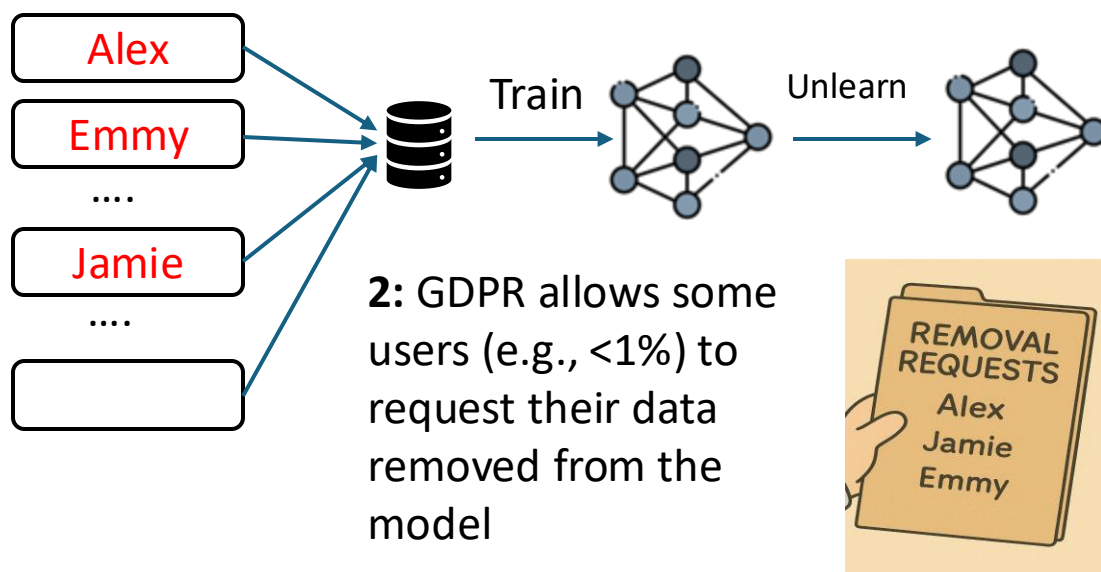 Alex
Emmy
....
Jamie
....
Train
Unlearn
2: GDPR allows some
users (e.g., <1%) to
request their data
removed from the
model
REMOVAL
REQUESTS
Alex
Jamie
Emmy